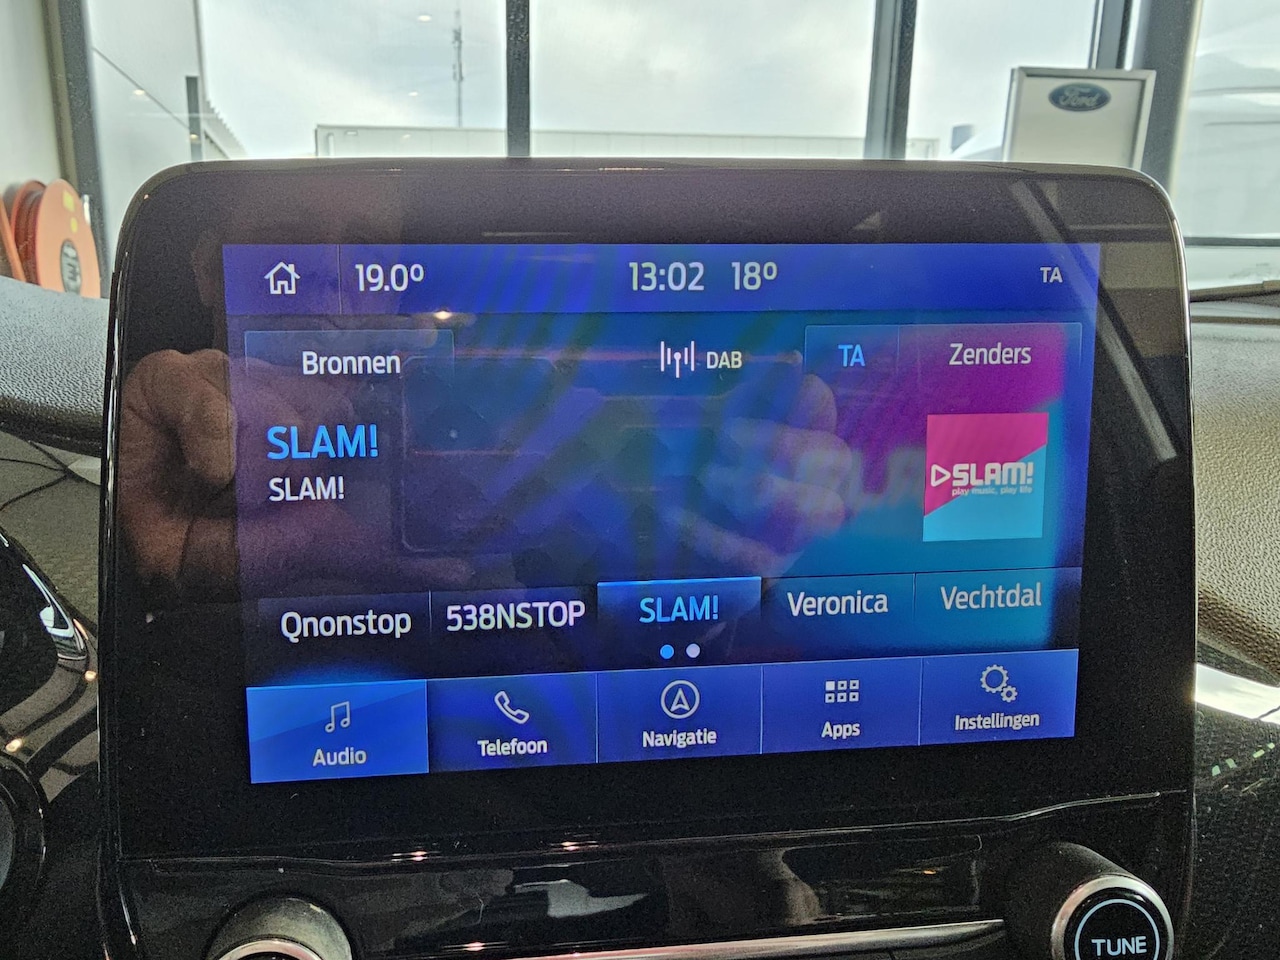 Ford
19.0° 13:02 18° TA
Bronnen DAB TA Zenders
SLAM!
SLAM!
SLAM!
play music, play life
Qnonstop 538NSTOP SLAM! Veronica Vechtdal
Audio Telefoon Navigatie Apps Instellingen
TUNE